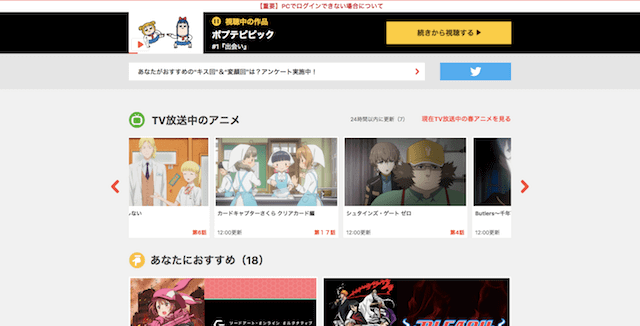 【重要】PCでログインできない場合について
視聴中の作品
ポプテピピック
#1「出会い」
続きから視聴する ▶
あなたがおすすめの“キス回”&“変顔回”は？アンケート実施中！
TV放送中のアニメ
24時間以内に更新（7）
現在TV放送中の春アニメを見る
しない
第6話
カードキャプターさくら クリアカード編
12:00更新
第17話
シュタインズ・ゲート ゼロ
12:00更新
第4話
Butlers〜千年
12:00更新
あなたにおすすめ（18）
ソードアート・オンライン オルタナティブ
BLEACH